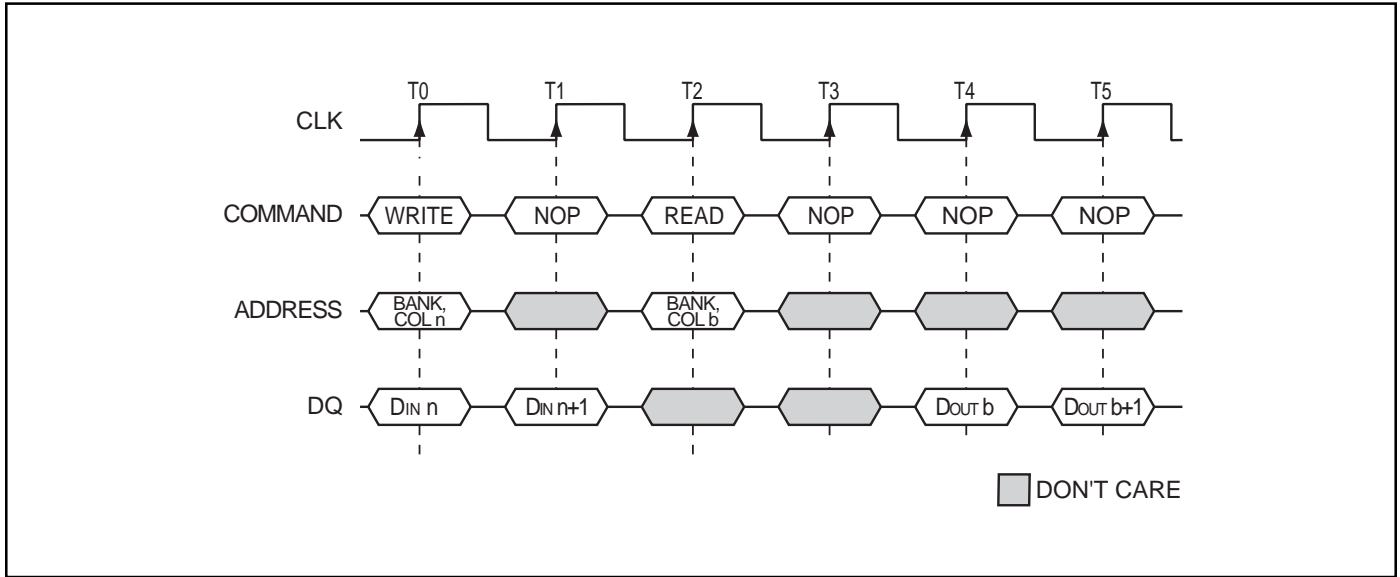 T0 T1 T2 T3 T4 T5
CLK
COMMAND WRITE NOP READ NOP NOP NOP
ADDRESS BANK, COL n BANK, COL b
DQ DIN n DIN n+1 DOUT b DOUT b+1
DON'T CARE